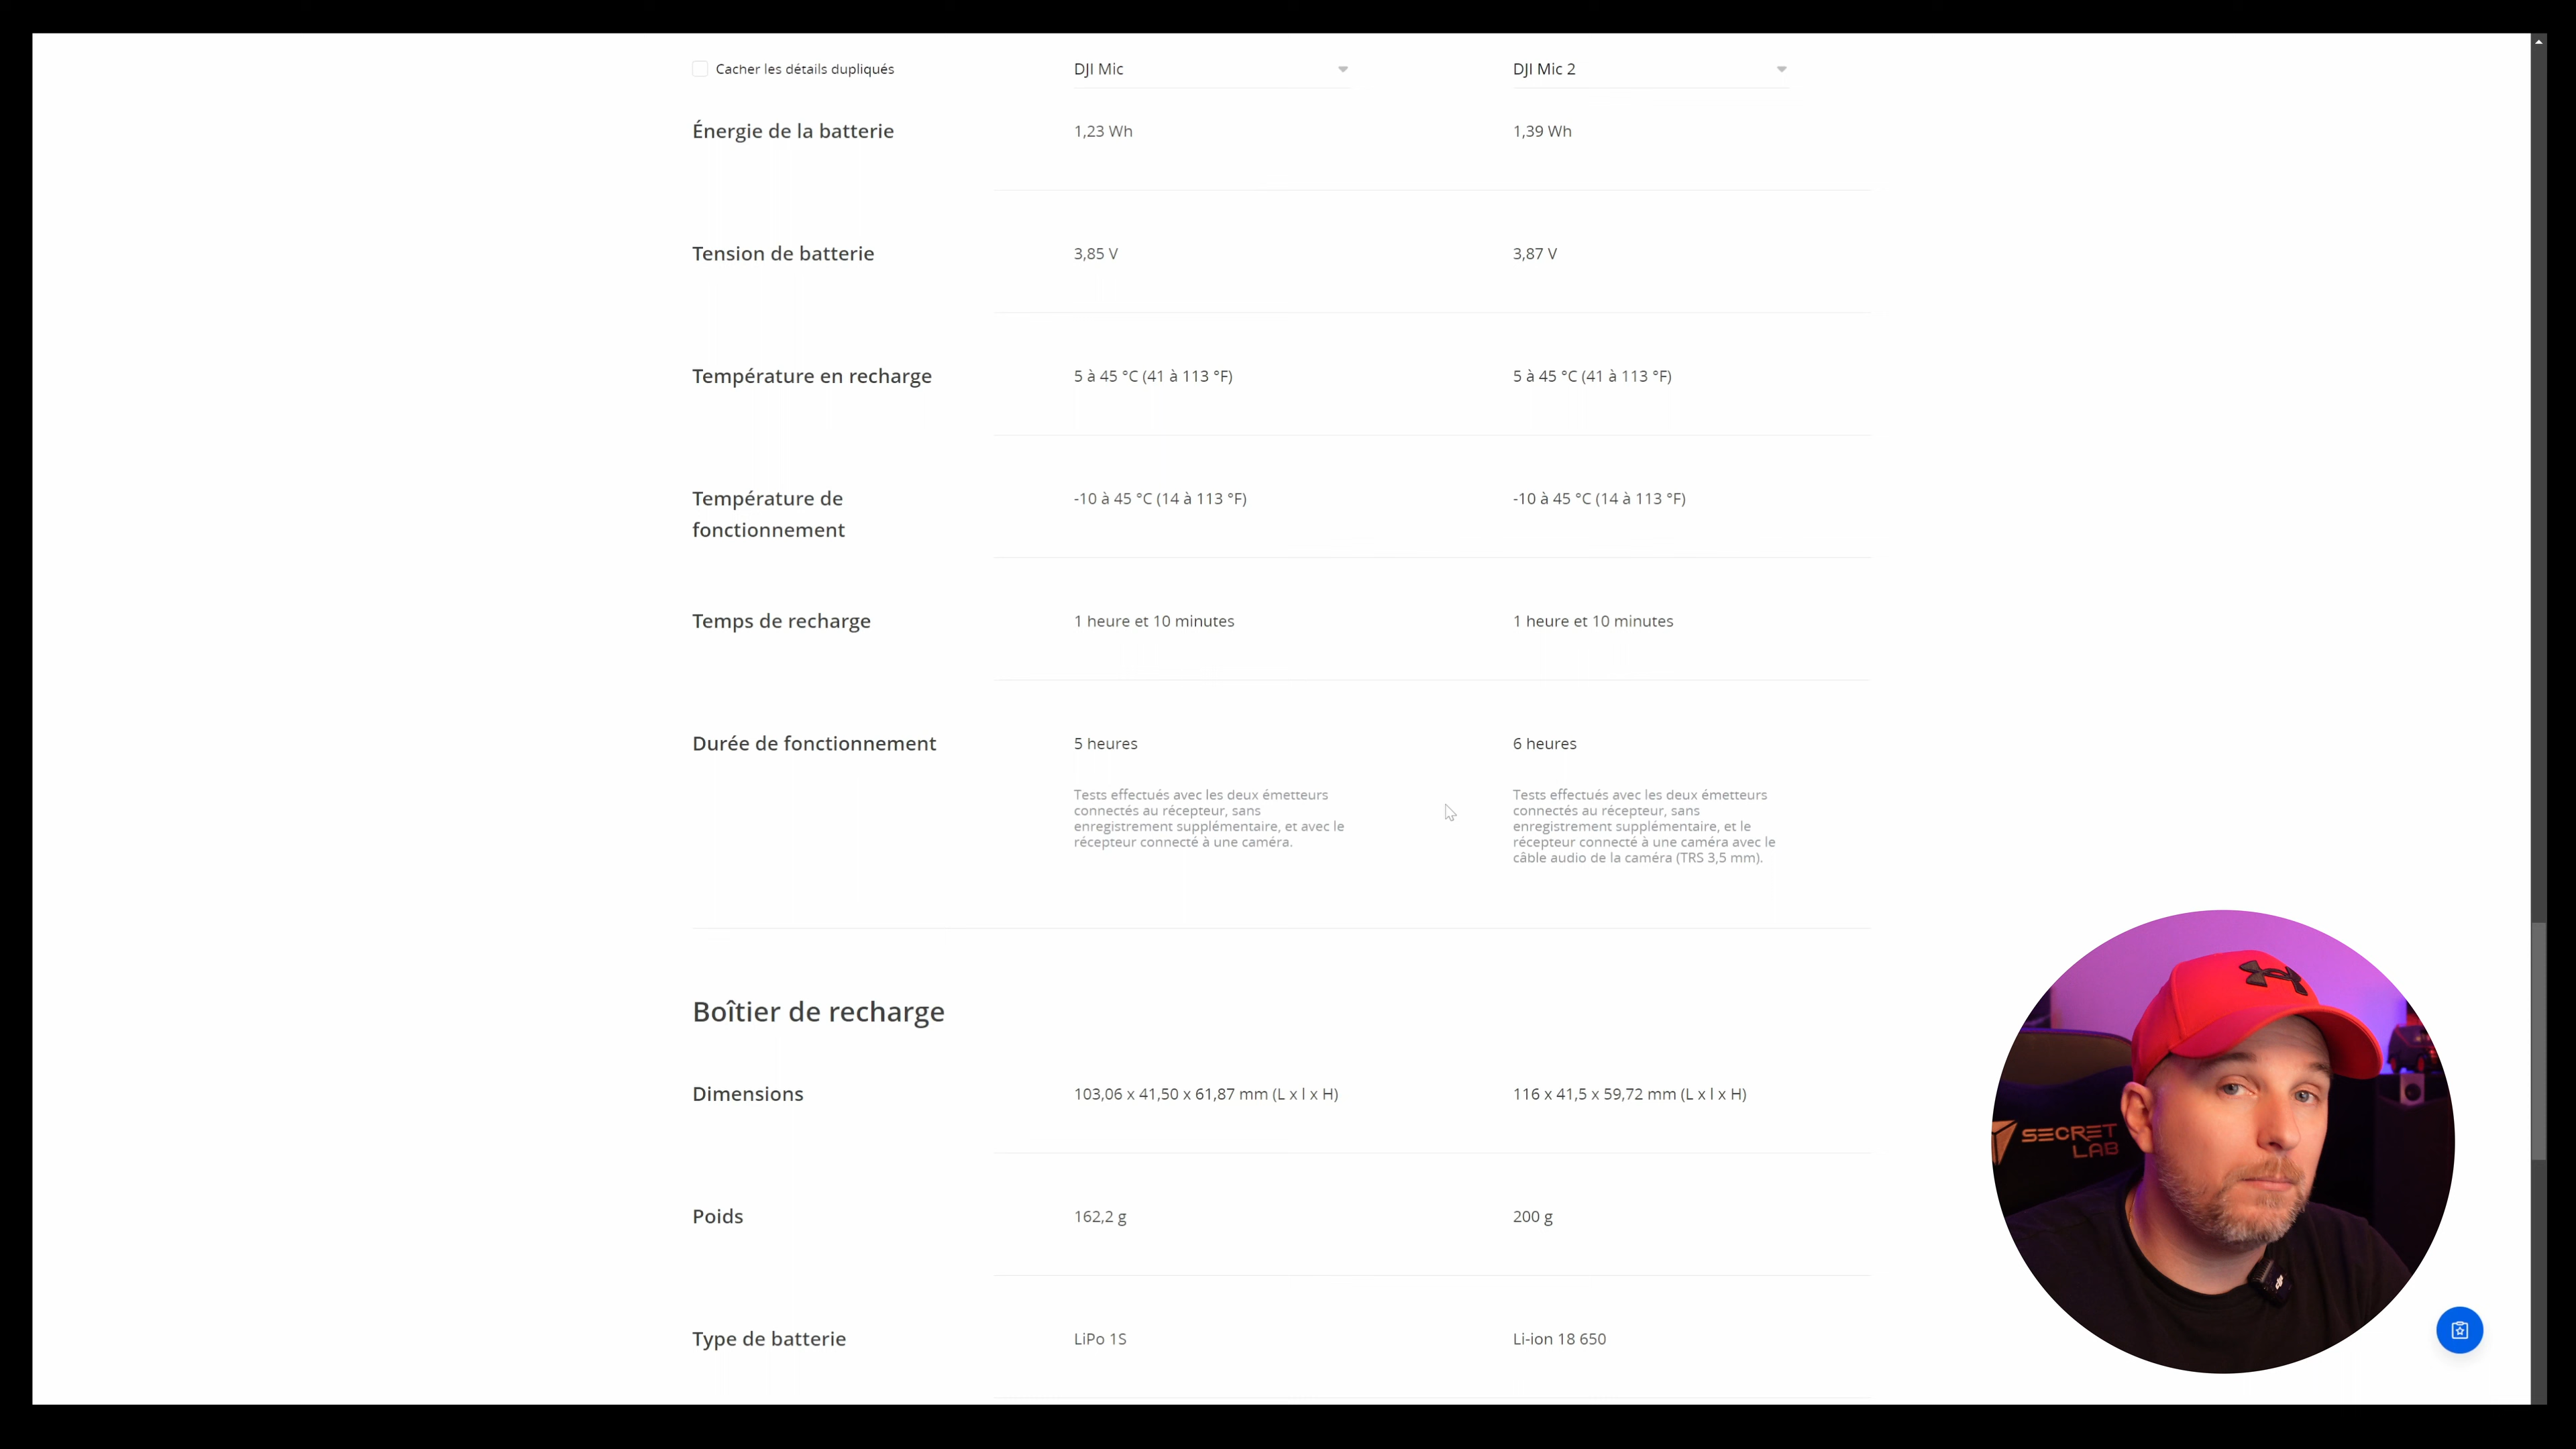 Cacher les détails dupliqués
DJI Mic
DJI Mic 2
Énergie de la batterie
1,23 Wh
1,39 Wh
Tension de batterie
3,85 V
3,87 V
Température en recharge
5 à 45 °C (41 à 113 °F)
5 à 45 °C (41 à 113 °F)
Température de
fonctionnement
-10 à 45 °C (14 à 113 °F)
-10 à 45 °C (14 à 113 °F)
Temps de recharge
1 heure et 10 minutes
1 heure et 10 minutes
Durée de fonctionnement
5 heures
Tests effectués avec les deux émetteurs
connectés au récepteur, sans
enregistrement supplémentaire, et avec le
récepteur connecté à une caméra.
6 heures
Tests effectués avec les deux émetteurs
connectés au récepteur, sans
enregistrement supplémentaire, et le
récepteur connecté à une caméra avec le
câble audio de la caméra (TRS 3,5 mm).
Boîtier de recharge
Dimensions
103,06 x 41,50 x 61,87 mm (L x l x H)
116 x 41,5 x 59,72 mm (L x l x H)
Poids
162,2 g
200 g
Type de batterie
LiPo 1S
Li-ion 18 650
SECRET
LAB
dji